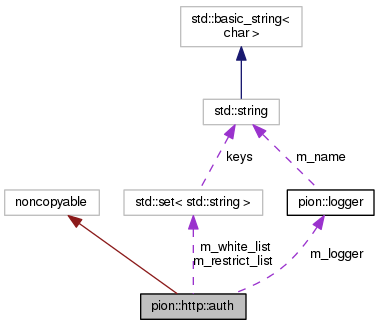 std::basic_string<
char >
std::string
keys
m_name
noncopyable
std::set< std::string >
pion::logger
m_white_list
m_restrict_list
m_logger
pion::http::auth